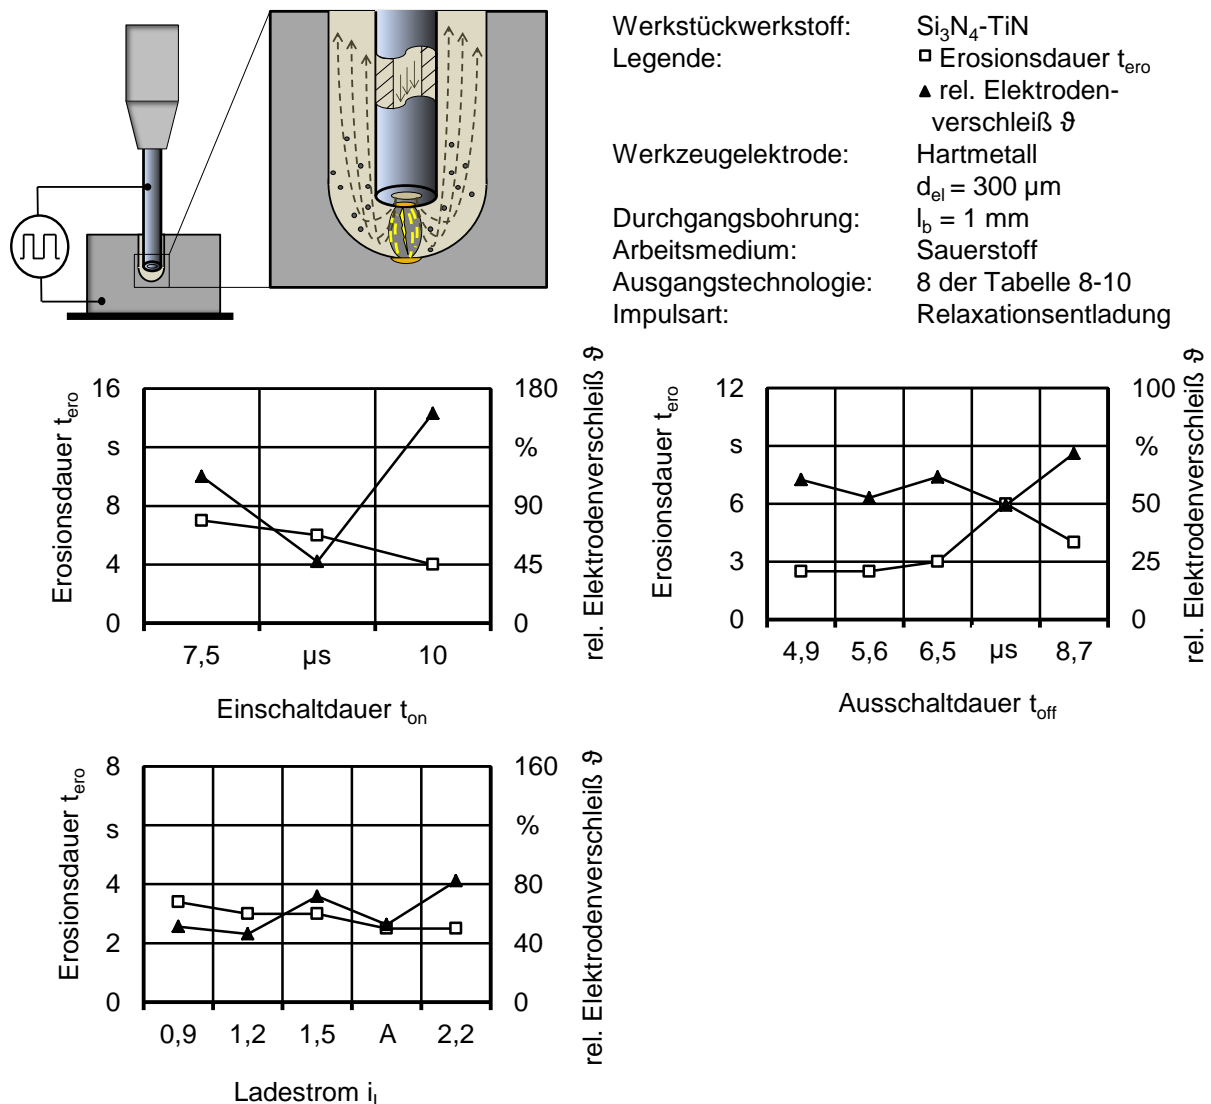 Werkstückwerkstoff: Si₃N₄-TiN
Legende: Erosionsdauer tero
rel. Elektroden-
verschleiß ϑ
Werkzeugelektrode: Hartmetall
del = 300 µm
Durchgangsbohrung: lb = 1 mm
Arbeitsmedium: Sauerstoff
Ausgangstechnologie: 8 der Tabelle 8-10
Impulsart: Relaxationsentladung
Erosionsdauer tero
16
s
8
4
0
180
%
90
45
0
rel. Elektrodenverschleiß ϑ
7,5 µs 10
Einschaltdauer ton
Erosionsdauer tero
12
s
6
3
0
100
%
50
25
0
rel. Elektrodenverschleiß ϑ
4,9 5,6 6,5 µs 8,7
Ausschaltdauer toff
Erosionsdauer tero
8
s
4
2
0
160
%
80
40
0
rel. Elektrodenverschleiß ϑ
0,9 1,2 1,5 A 2,2
Ladestrom i